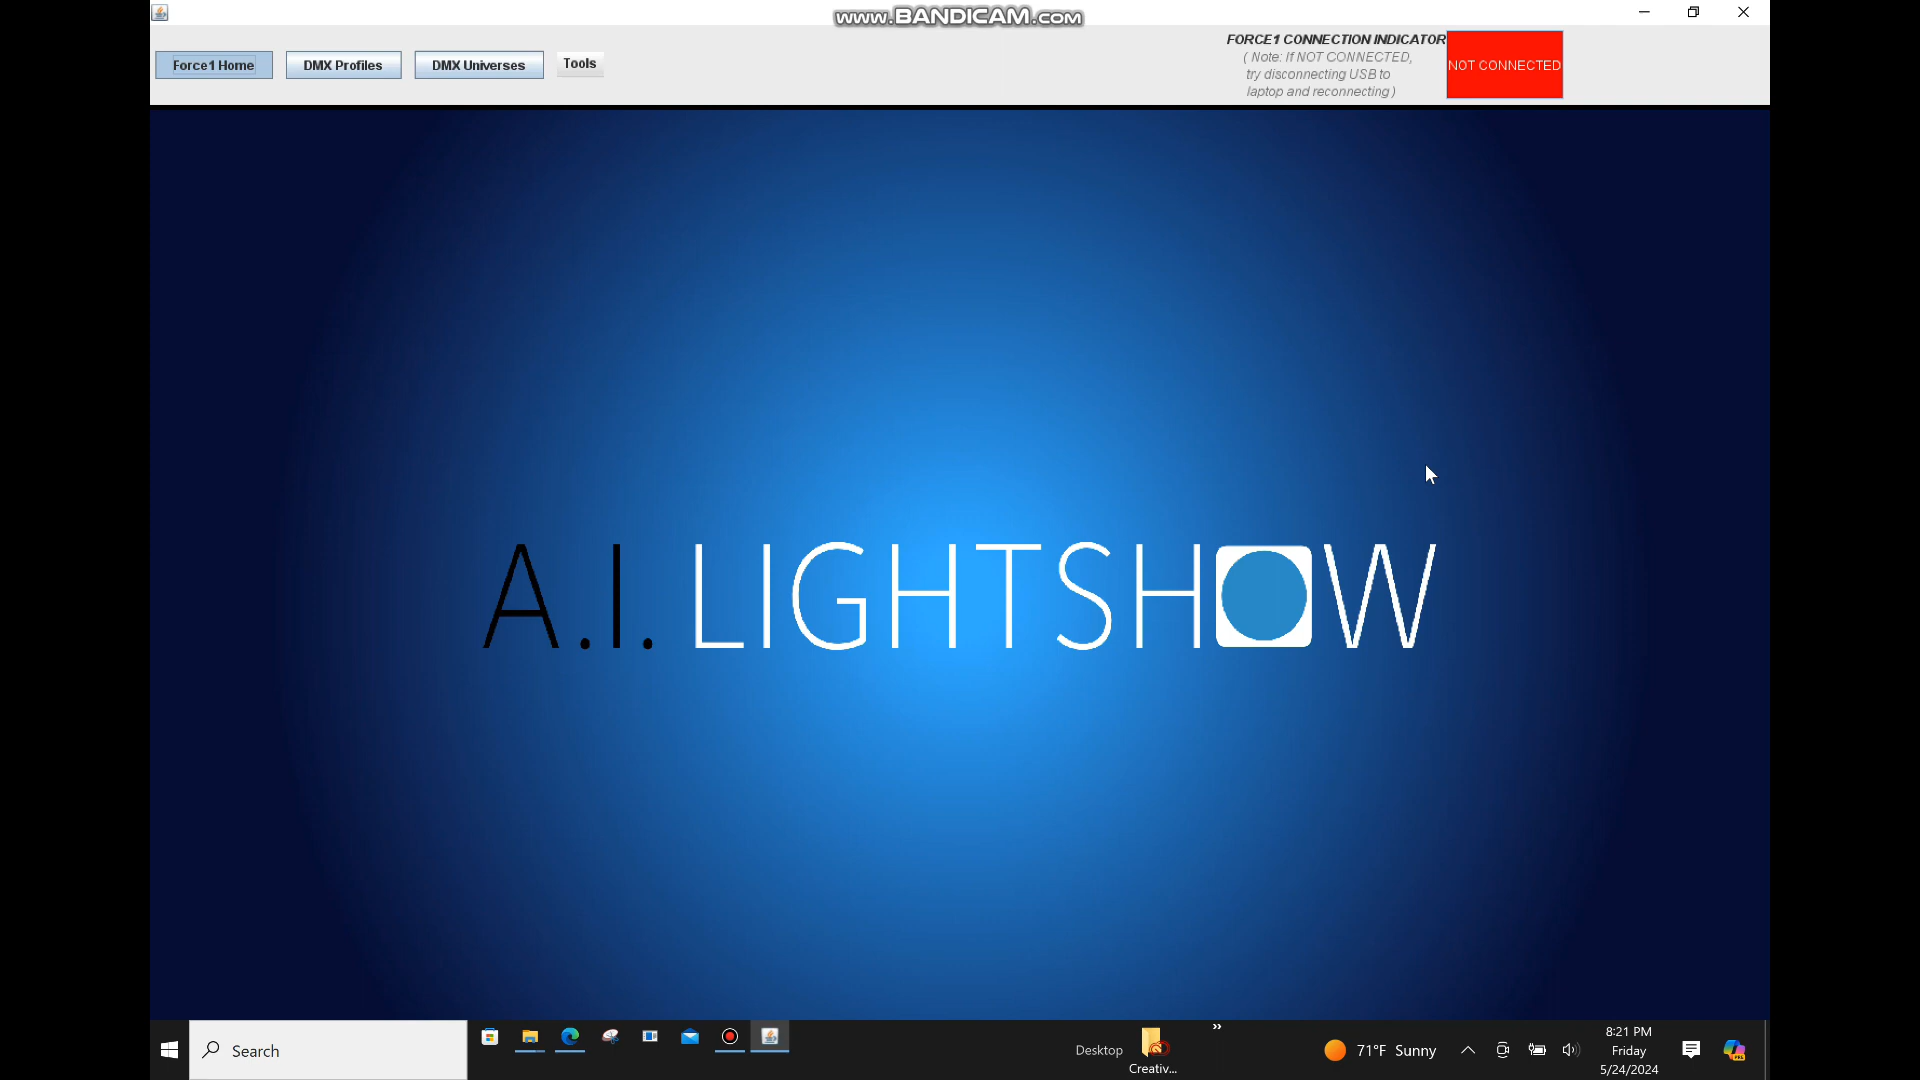 www.BANDICAM.com
Force1 Home
DMX Profiles
DMX Universes
Tools
FORCE1 CONNECTION INDICATOR
( Note: If NOT CONNECTED,
try disconnecting USB to
laptop and reconnecting )
NOT CONNECTED
A.I. LIGHTSHOW
Search
Desktop
»
Creativ...
71°F Sunny
8:21 PM
Friday
5/24/2024